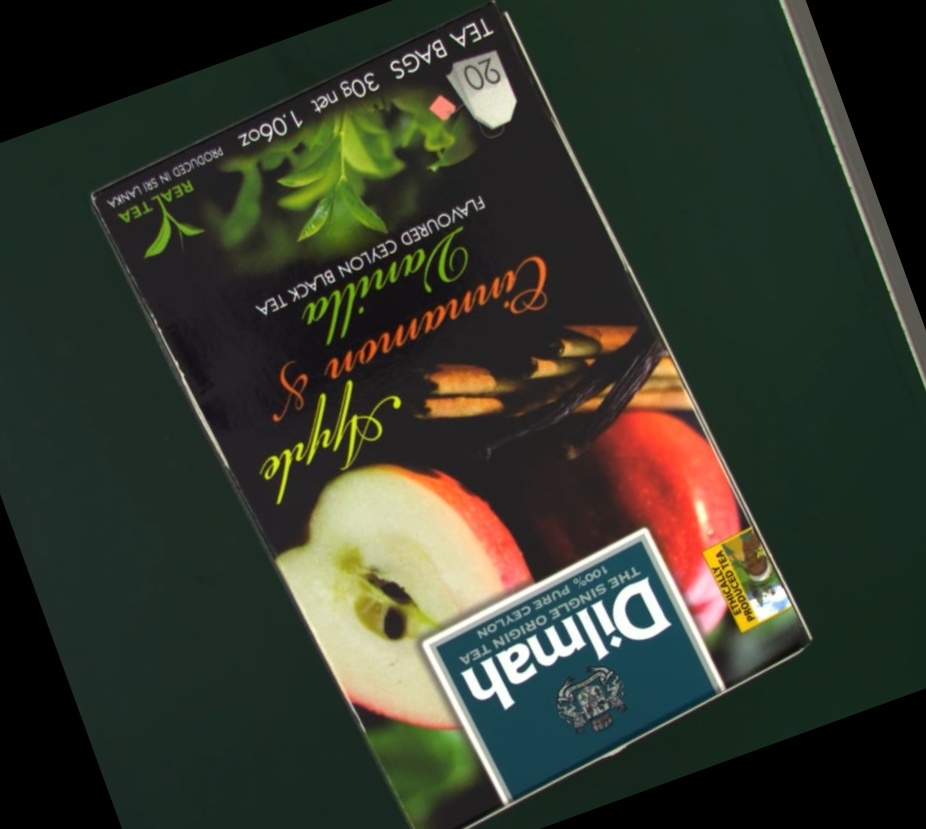 Dilmah
THE SINGLE ORIGIN TEA
100% PURE CEYLON
ETHICALLY
PRODUCED TEA
Apple
Cinnamon &
Vanilla
FLAVOURED CEYLON BLACK TEA
REAL TEA
PRODUCED IN SRI LANKA
20
TEA BAGS 30g net 1.06oz